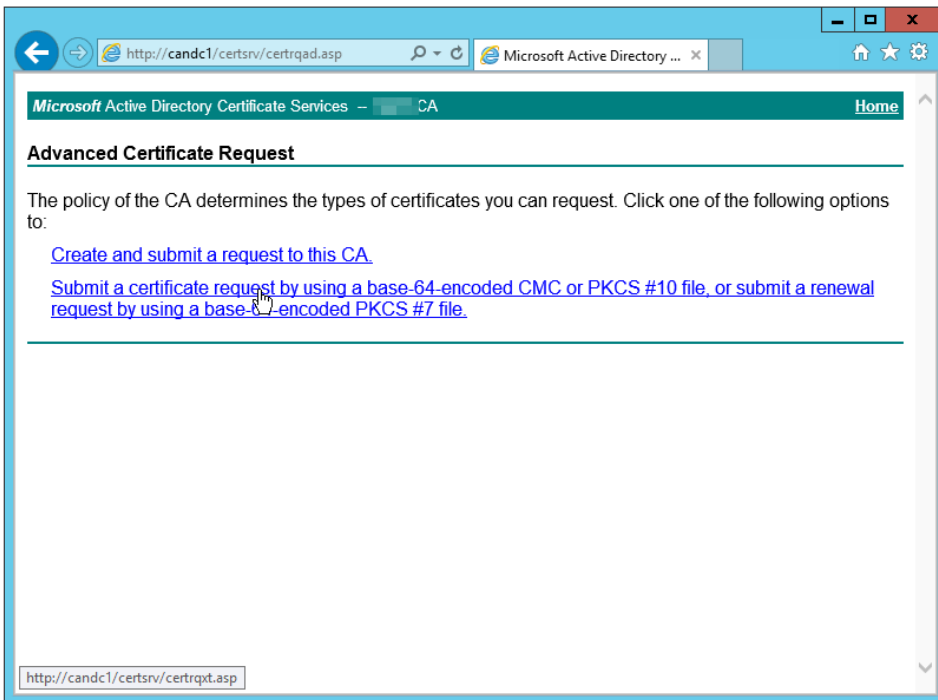 http://candc1/certsrv/certrqad.asp
Microsoft Active Directory ...
Microsoft Active Directory Certificate Services -- CA Home
Advanced Certificate Request
The policy of the CA determines the types of certificates you can request. Click one of the following options
to:
Create and submit a request to this CA.
Submit a certificate request by using a base-64-encoded CMC or PKCS #10 file, or submit a renewal
request by using a base-64-encoded PKCS #7 file.
http://candc1/certsrv/certrqxt.asp